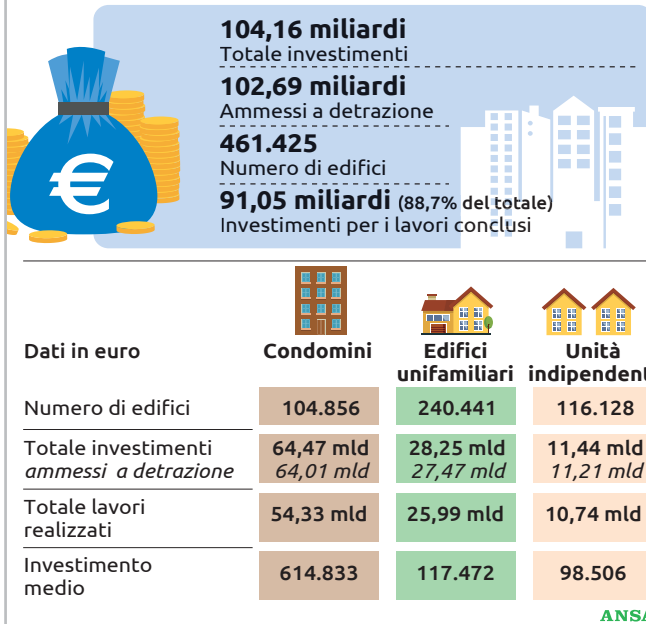 104,16 miliardi
Totale investimenti
102,69 miliardi
Ammessi a detrazione
461.425
Numero di edifici
91,05 miliardi (88,7% del totale)
Investimenti per i lavori conclusi
€
Dati in euro
Condomini
Edifici
unifamiliari
Unità
indipendent
Numero di edifici 104.856 240.441 116.128
Totale investimenti 64,47 mld 28,25 mld 11,44 mld
ammessi a detrazione 64,01 mld 27,47 mld 11,21 mld
Totale lavori
realizzati
54,33 mld 25,99 mld 10,74 mld
Investimento
medio
614.833 117.472 98.506
ANSA